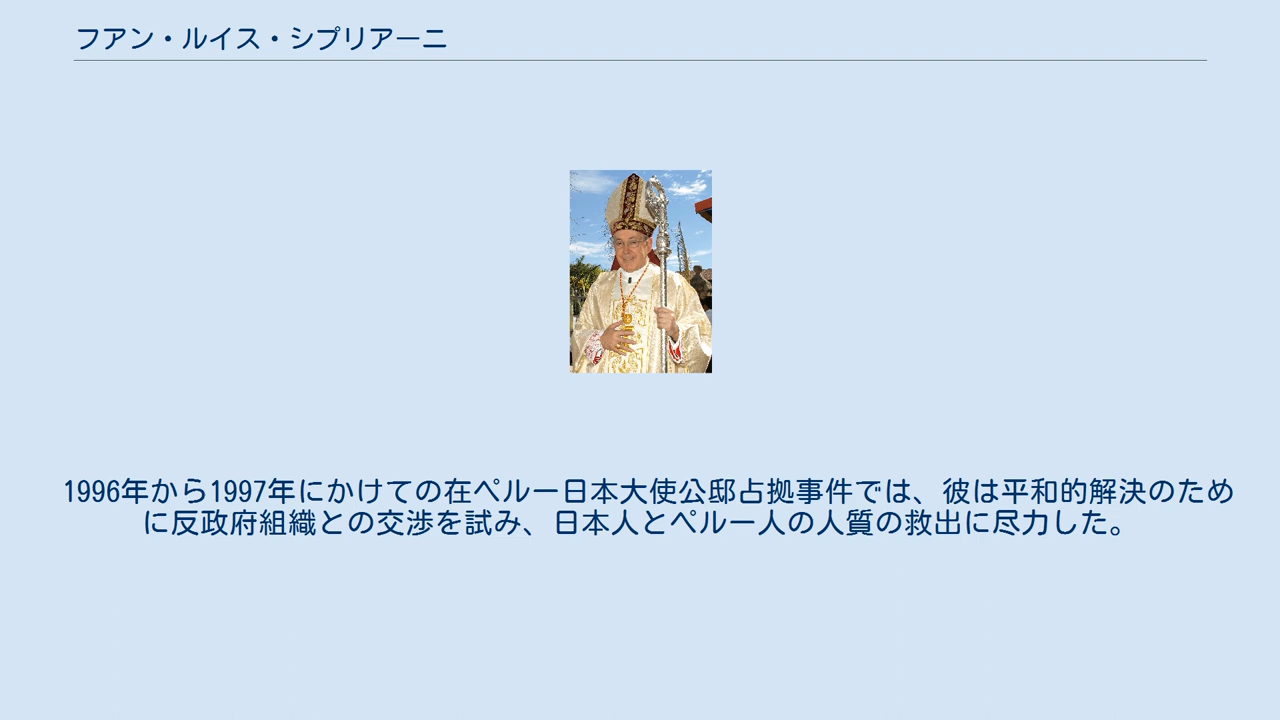 フアン・ルイス・シプリアーニ
1996年から1997年にかけての在ペルー日本大使公邸占拠事件では、彼は平和的解決のため
に反政府組織との交渉を試み、日本人とペルー人の人質の救出に尽力した。